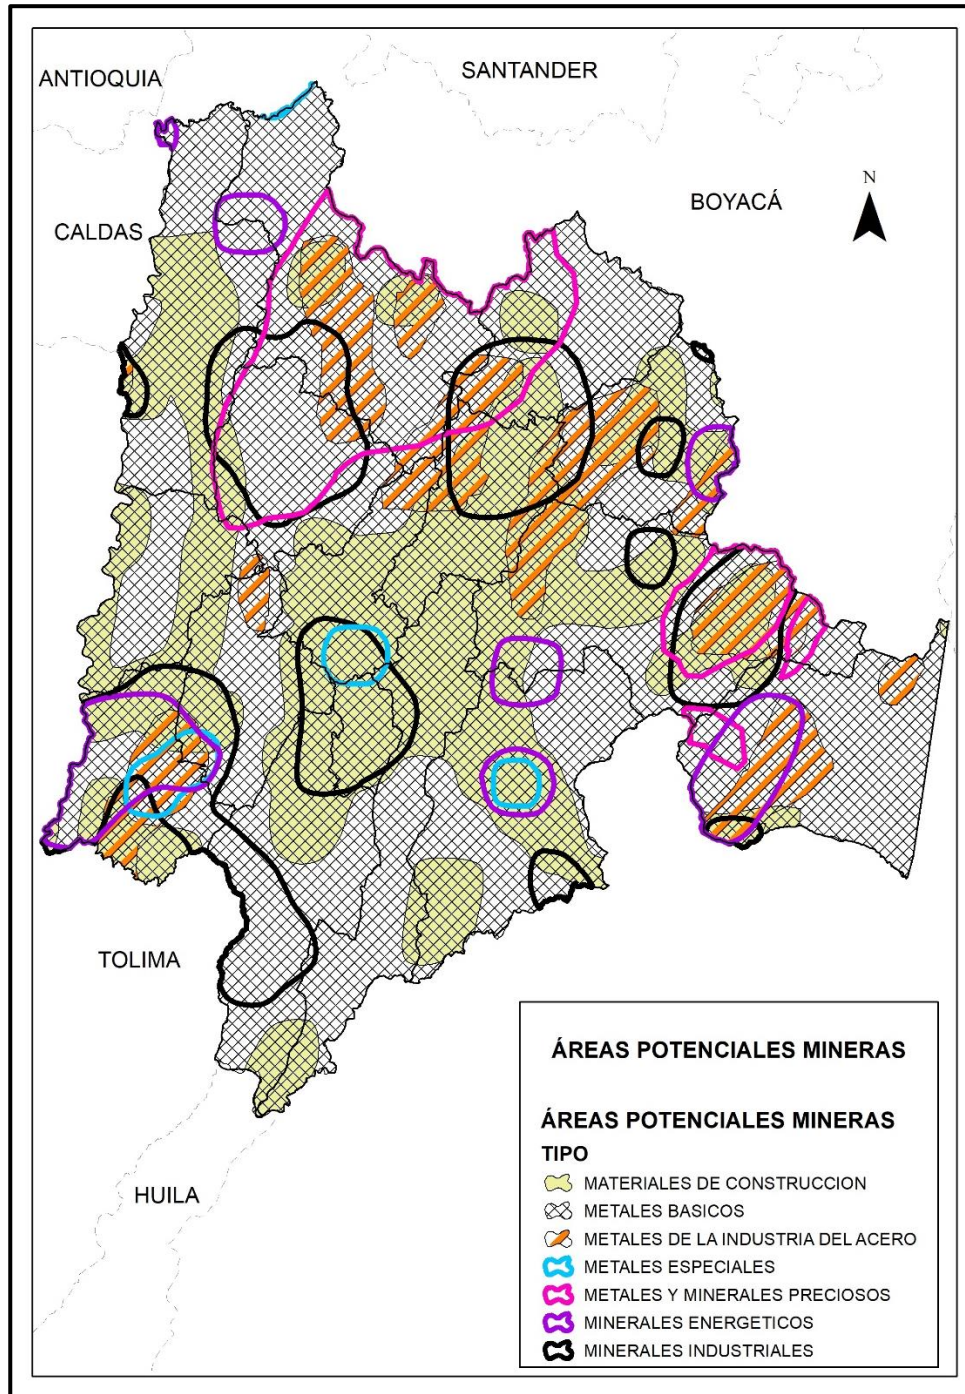 ANTIOQUIA
SANTANDER
BOYACÁ
N
CALDAS
TOLIMA
HUILA
ÁREAS POTENCIALES MINERAS
ÁREAS POTENCIALES MINERAS
TIPO
MATERIALES DE CONSTRUCCION
METALES BASICOS
METALES DE LA INDUSTRIA DEL ACERO
METALES ESPECIALES
METALES Y MINERALES PRECIOSOS
MINERALES ENERGETICOS
MINERALES INDUSTRIALES